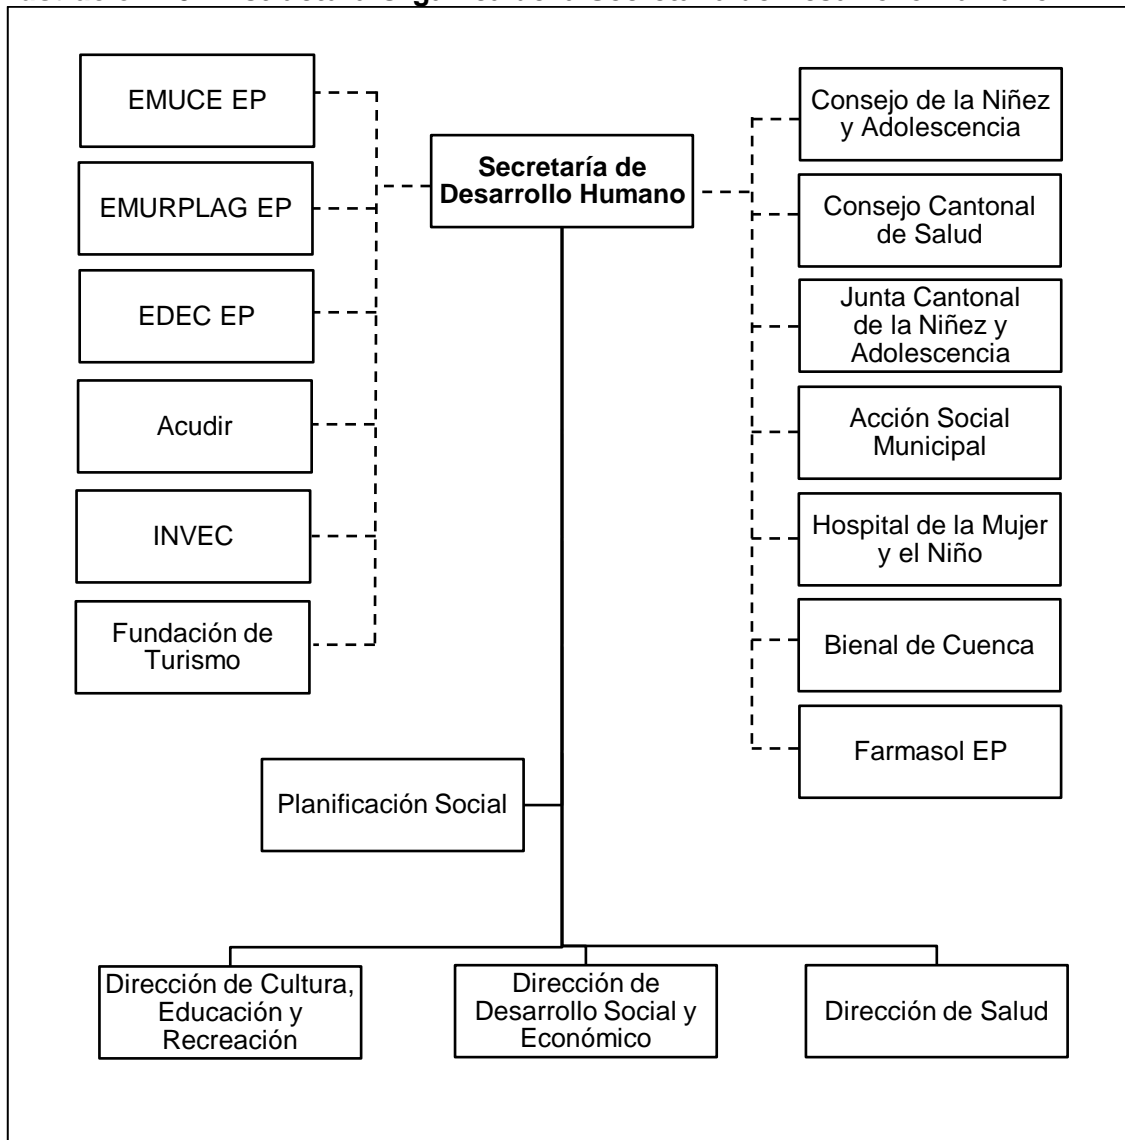 EMUCE EP
EMURPLAG EP
EDEC EP
Acudir
INVEC
Fundación de
Turismo
Secretaría de
Desarrollo Humano
Consejo de la Niñez
y Adolescencia
Consejo Cantonal
de Salud
Junta Cantonal
de la Niñez y
Adolescencia
Acción Social
Municipal
Hospital de la Mujer
y el Niño
Bienal de Cuenca
Farmasol EP
Planificación Social
Dirección de Cultura,
Educación y
Recreación
Dirección de
Desarrollo Social y
Económico
Dirección de Salud